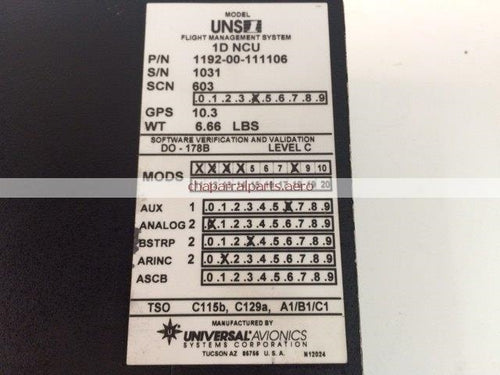 MODEL
UNS
FLIGHT MANAGEMENT SYSTEM
1D NCU
P/N 1192-00-111106
S/N 1031
SCN 603
.0.1.2.3.X.5.6.7.8.9
GPS 10.3
WT 6.66 LBS
SOFTWARE VERIFICATION AND VALIDATION
DO-178B LEVEL C
MODS X X X X 5 6 7 X 9 10
chaparralparts.aero
AUX 1 .0.1.2.3.4.5.X.7.8.9
ANALOG 2 .X.1.2.3.4.5.6.7.8.9
BSTRP 2 .0.1.2.X.4.5.6.7.8.9
ARINC 2 .0.X.2.3.4.5.6.7.8.9
ASCB .0.1.2.3.4.5.6.7.8.9
TSO C115b, C129a, A1/B1/C1
MANUFACTURED BY
UNIVERSAL AVIONICS
SYSTEMS CORPORATION
TUCSON AZ 85756 U.S.A. N12024